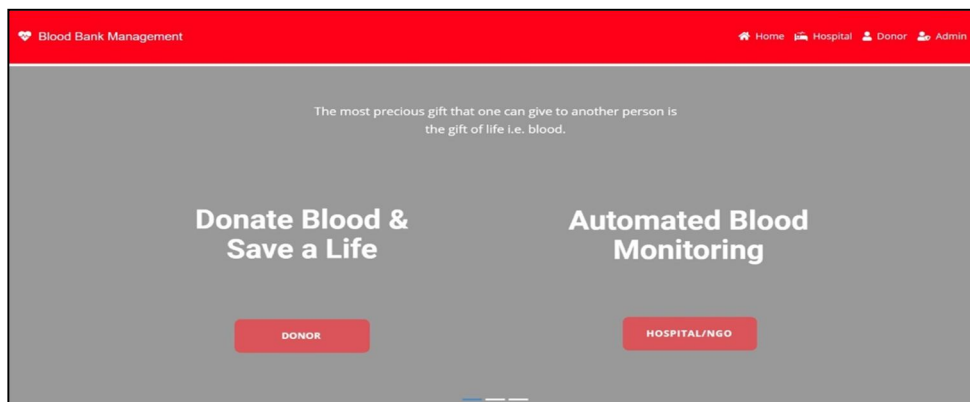 Blood Bank Management
Home Hospital Donor Admin
The most precious gift that one can give to another person is
the gift of life i.e. blood.
Donate Blood &
Save a Life
DONOR
Automated Blood
Monitoring
HOSPITAL/NGO